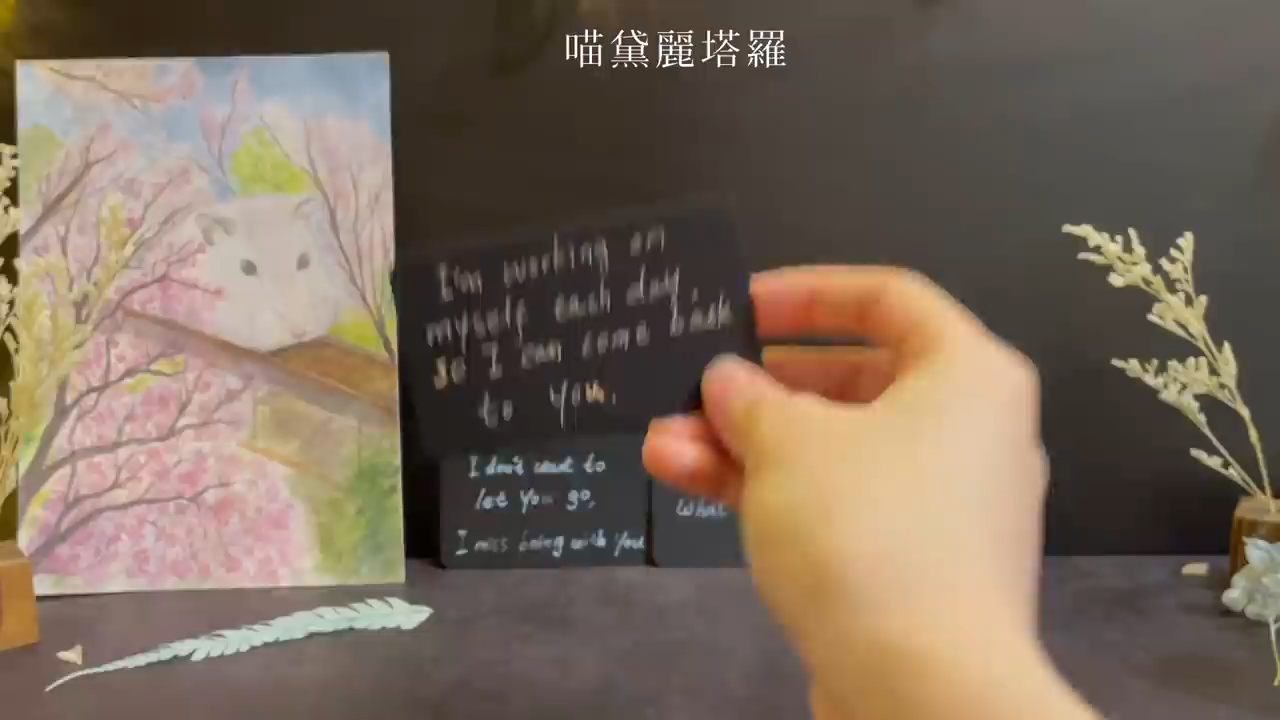 喵黛麗塔羅
I'm working on
myself each day,
so I can come back
to you.
I don't want to
let you go,
I miss being with you
What